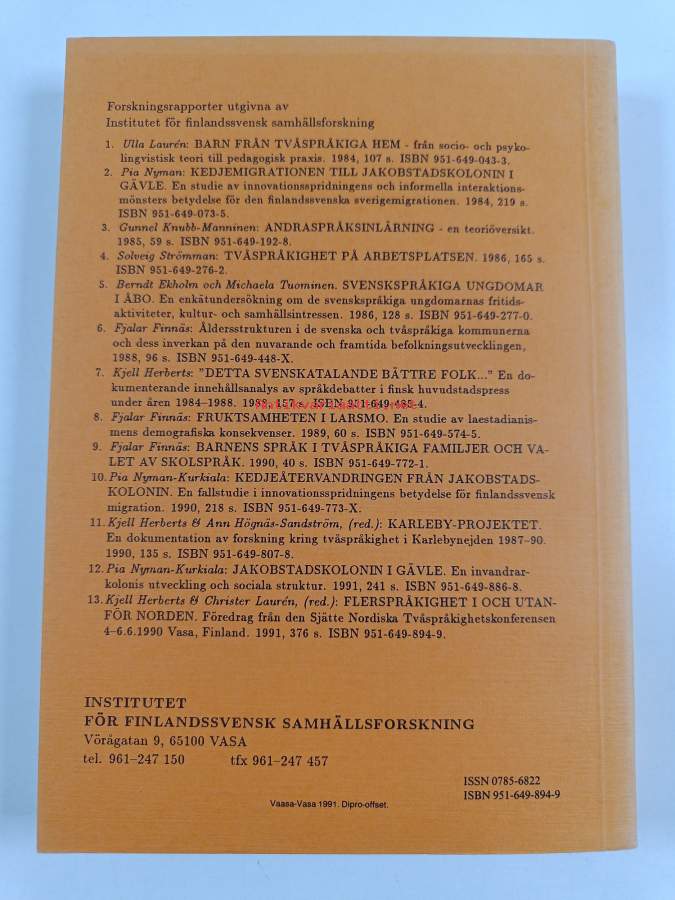 Forskningsrapporter utgivna av
Institutet för finlandssvensk samhällsforskning
1. Ulla Laurén: BARN FRÅN TVÅSPRÅKIGA HEM - från socio- och psyko-
lingvistisk teori till pedagogisk praxis. 1984, 107 s. ISBN 951-649-043-3.
2. Pia Nyman: KEDJEMIGRATIONEN TILL JAKOBSTADSKOLONIN I
GÄVLE. En studie av innovationsspridningens och informella interaktions-
mönsters betydelse för den finlandssvenska sverigemigrationen. 1984, 219 s.
ISBN 951-649-073-5.
3. Gunnel Knubb-Manninen: ANDRASPRÅKSINLÄRNING - en teoriöversikt.
1985, 59 s. ISBN 951-649-192-8.
4. Solveig Strömman: TVÅSPRÅKIGHET PÅ ARBETSPLATSEN. 1986, 165 s.
ISBN 951-649-276-2.
5. Berndt Ekholm och Michaela Tuominen. SVENSKSPRÅKIGA UNGDOMAR
I ÅBO. En enkätundersökning om de svenskspråkiga ungdomarnas fritids-
aktiviteter, kultur- och samhällsintressen. 1986, 128 s. ISBN 951-649-277-0.
6. Fjalar Finnäs: Åldersstrukturen i de svenska och tvåspråkiga kommunerna
och dess inverkan på den nuvarande och framtida befolkningsutvecklingen,
1988, 96 s. ISBN 951-649-448-X.
7. Kjell Herberts: "DETTA SVENSKATALANDE BÄTTRE FOLK..." En do-
kumenterande innehållsanalys av språkdebatter i finsk huvudstadspress
under åren 1984–1988. 1988, 157 s. ISBN 951-649-485-4.
8. Fjalar Finnäs: FRUKTSAMHETEN I LARSMO. En studie av laestadianis-
mens demografiska konsekvenser. 1989, 60 s. ISBN 951-649-574-5.
9. Fjalar Finnäs: BARNENS SPRÅK I TVÅSPRÅKIGA FAMILJER OCH VA-
LET AV SKOLSPRÅK. 1990, 40 s. ISBN 951-649-772-1.
10. Pia Nyman-Kurkiala: KEDJEÅTERVANDRINGEN FRÅN JAKOBSTADS-
KOLONIN. En fallstudie i innovationsspridningens betydelse för finlandssvensk
migration. 1990, 218 s. ISBN 951-649-773-X.
11. Kjell Herberts & Ann Högnäs-Sandström, (red.): KARLEBY-PROJEKTET.
En dokumentation av forskning kring tvåspråkighet i Karlebynejden 1987–90.
1990, 135 s. ISBN 951-649-807-8.
12. Pia Nyman-Kurkiala: JAKOBSTADSKOLONIN I GÄVLE. En invandrar-
kolonis utveckling och sociala struktur. 1991, 241 s. ISBN 951-649-886-8.
13. Kjell Herberts & Christer Laurén, (red.): FLERSPRÅKIGHET I OCH UTAN-
FÖR NORDEN. Föredrag från den Sjätte Nordiska Tvåspråkighetskonferensen
4–6.6.1990 Vasa, Finland. 1991, 376 s. ISBN 951-649-894-9.
INSTITUTET
FÖR FINLANDSSVENSK SAMHÄLLSFORSKNING
Vörågatan 9, 65100 VASA
tel. 961-247 150 tfx 961-247 457
ISSN 0785-6822
ISBN 951-649-894-9
Vaasa-Vasa 1991. Dipro-offset.